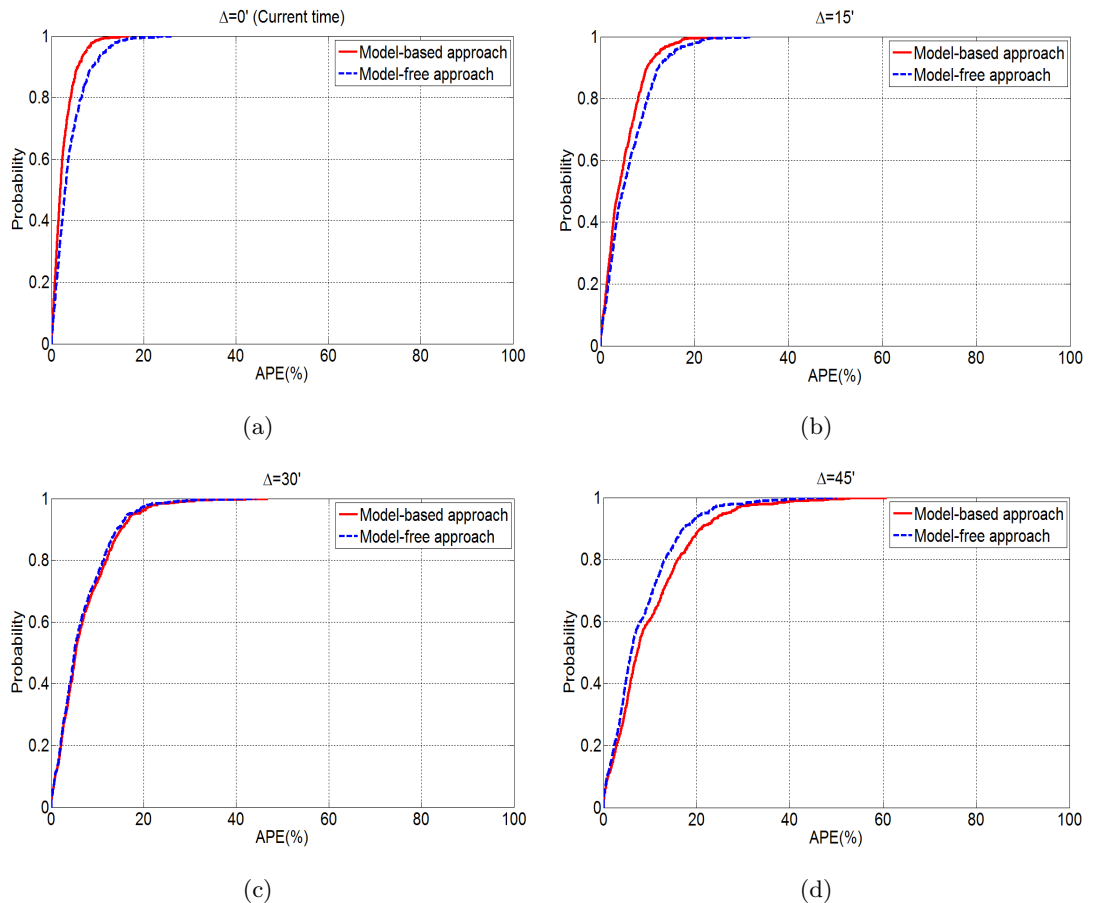 Δ=0' (Current time)
1
0.8
0.6
0.4
0.2
0
Probability
Model-based approach
Model-free approach
0 20 40 60 80 100
APE(%)
(a)
Δ=15'
1
0.8
0.6
0.4
0.2
0
Probability
Model-based approach
Model-free approach
0 20 40 60 80 100
APE(%)
(b)
Δ=30'
1
0.8
0.6
0.4
0.2
0
Probability
Model-based approach
Model-free approach
0 20 40 60 80 100
APE(%)
(c)
Δ=45'
1
0.8
0.6
0.4
0.2
0
Probability
Model-based approach
Model-free approach
0 20 40 60 80 100
APE(%)
(d)